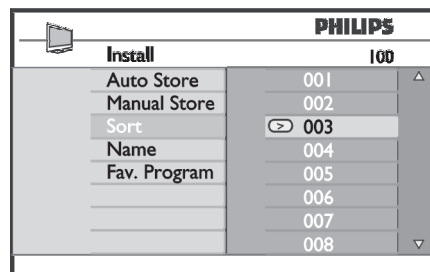 PHILIPS
Install 100
Auto Store 001
Manual Store 002
Sort > 003
Name 004
Fav. Program 005
006
007
008